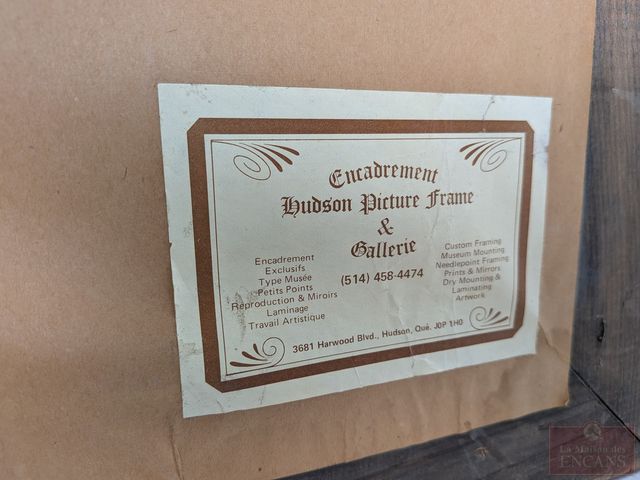 Encadrement
Hudson Picture Frame
&
Gallerie
(514) 458-4474
Encadrement
Exclusifs
Type Musée
Petits Points
Reproduction & Miroirs
Laminage
Travail Artistique
Custom Framing
Museum Mounting
Needlepoint Framing
Prints & Mirrors
Dry Mounting &
Laminating
Artwork
3681 Harwood Blvd., Hudson, Qué. J0P 1H0
La Maison des
ENCANS